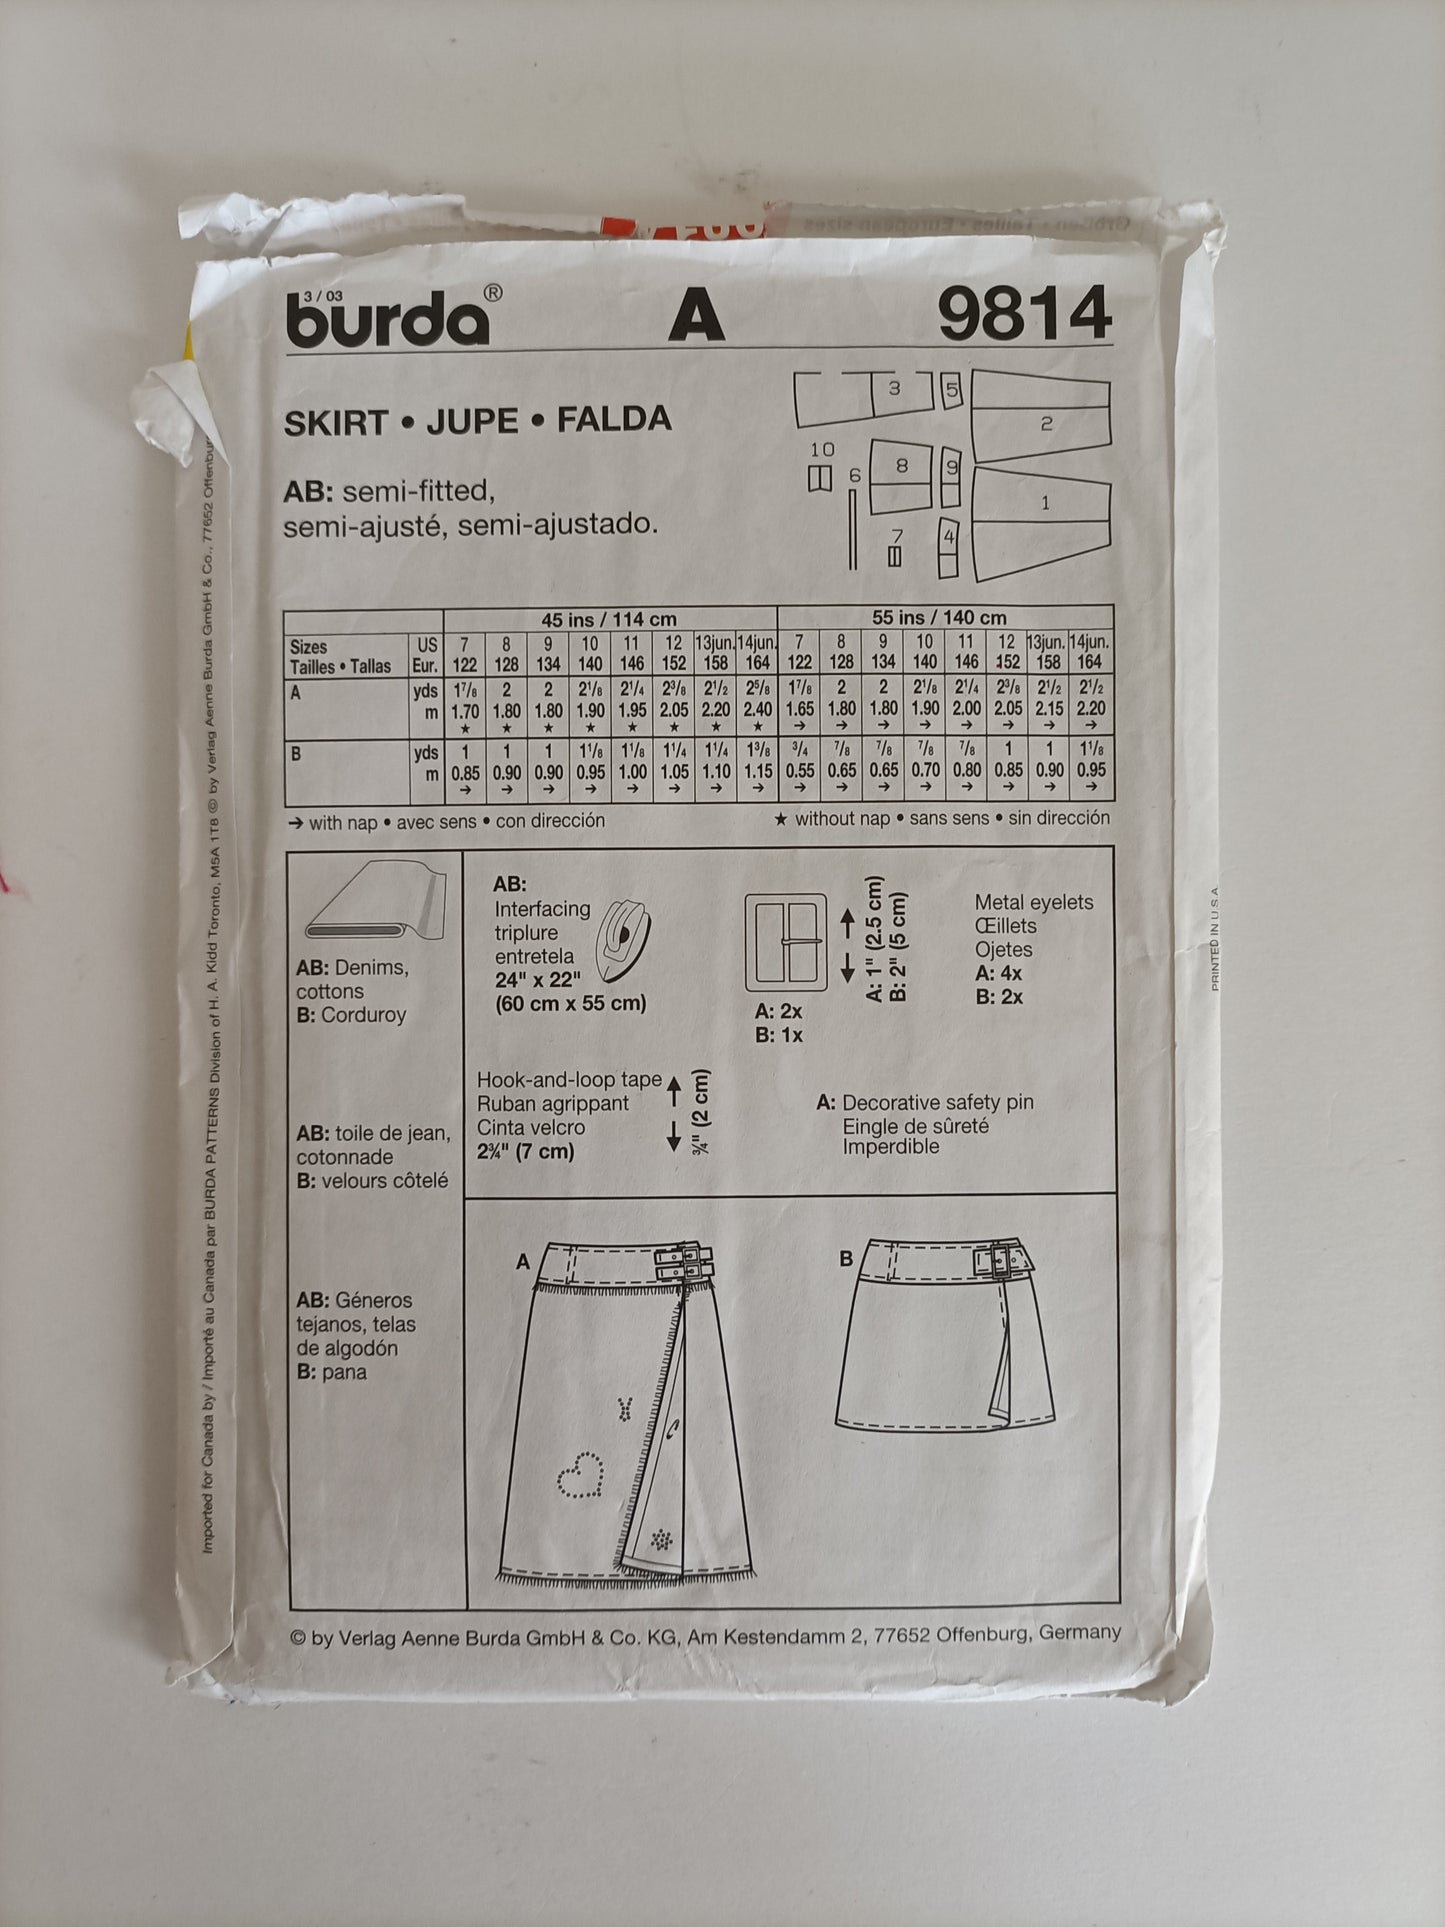 3 / 03
burda®
A
9814
SKIRT • JUPE • FALDA
AB: semi-fitted,
semi-ajusté, semi-ajustado.
3
5
2
10
6
8
9
1
7
4
45 ins / 114 cm 55 ins / 140 cm
Sizes US 7 8 9 10 11 12 13jun. 14jun. 7 8 9 10 11 12 13jun. 14jun.
Tailles • Tallas Eur. 122 128 134 140 146 152 158 164 122 128 134 140 146 152 158 164
A yds 1⅞ 2 2 2⅛ 2¼ 2⅜ 2½ 2⅝ 1⅞ 2 2 2⅛ 2¼ 2⅜ 2½ 2½
m 1.70 1.80 1.80 1.90 1.95 2.05 2.20 2.40 1.65 1.80 1.80 1.90 2.00 2.05 2.15 2.20
★ ★ ★ ★ ★ ★ ★ ★ → → → → → → → →
B yds 1 1 1 1⅛ 1⅛ 1¼ 1¼ 1⅜ ¾ ⅞ ⅞ ⅞ ⅞ 1 1 1⅛
m 0.85 0.90 0.90 0.95 1.00 1.05 1.10 1.15 0.55 0.65 0.65 0.70 0.80 0.85 0.90 0.95
→ → → → → → → → → → → → → → → →
→ with nap • avec sens • con dirección ★ without nap • sans sens • sin dirección
AB: Denims,
cottons
B: Corduroy
AB: toile de jean,
cotonnade
B: velours côtelé
AB: Géneros
tejanos, telas
de algodón
B: pana
AB:
Interfacing
triplure
entretela
24" x 22"
(60 cm x 55 cm)
A: 1" (2.5 cm)
B: 2" (5 cm)
A: 2x
B: 1x
Metal eyelets
Œillets
Ojetes
A: 4x
B: 2x
Hook-and-loop tape
Ruban agrippant
Cinta velcro
2¾" (7 cm)
¾" (2 cm)
A: Decorative safety pin
Eingle de sûreté
Imperdible
A
B
© by Verlag Aenne Burda GmbH & Co. KG, Am Kestendamm 2, 77652 Offenburg, Germany
Imported for Canada by / Importé au Canada par BURDA PATTERNS Division of H. A. Kidd Toronto, M5A 1T8 © by Verlag Aenne Burda GmbH & Co., 77652
PRINTED IN U.S.A.